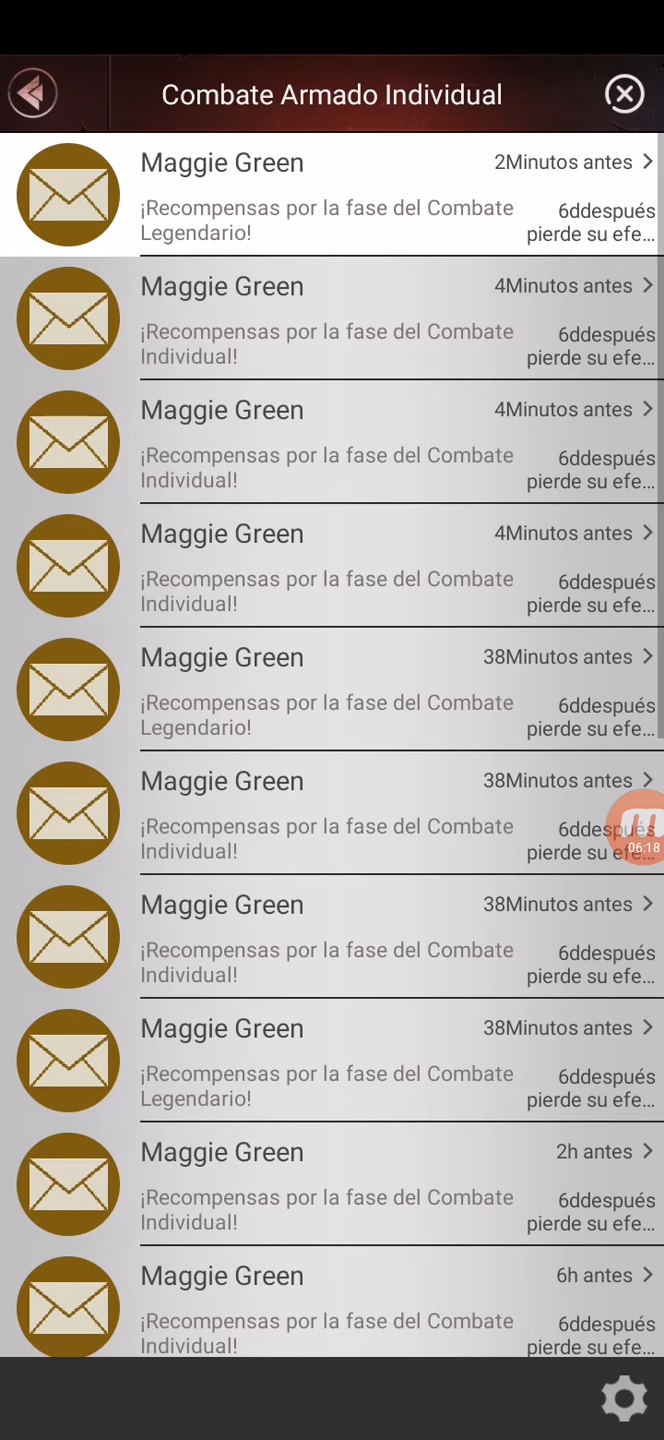 Combate Armado Individual
Maggie Green
2Minutos antes
¡Recompensas por la fase del Combate
Legendario!
6ddespués
pierde su efe...
Maggie Green
4Minutos antes
¡Recompensas por la fase del Combate
Individual!
6ddespués
pierde su efe...
Maggie Green
4Minutos antes
¡Recompensas por la fase del Combate
Individual!
6ddespués
pierde su efe...
Maggie Green
4Minutos antes
¡Recompensas por la fase del Combate
Individual!
6ddespués
pierde su efe...
Maggie Green
38Minutos antes
¡Recompensas por la fase del Combate
Legendario!
6ddespués
pierde su efe...
Maggie Green
38Minutos antes
¡Recompensas por la fase del Combate
Individual!
6ddespués
pierde su efe...
06:18
Maggie Green
38Minutos antes
¡Recompensas por la fase del Combate
Individual!
6ddespués
pierde su efe...
Maggie Green
38Minutos antes
¡Recompensas por la fase del Combate
Legendario!
6ddespués
pierde su efe...
Maggie Green
2h antes
¡Recompensas por la fase del Combate
Individual!
6ddespués
pierde su efe...
Maggie Green
6h antes
¡Recompensas por la fase del Combate
Individual!
6ddespués
pierde su efe...